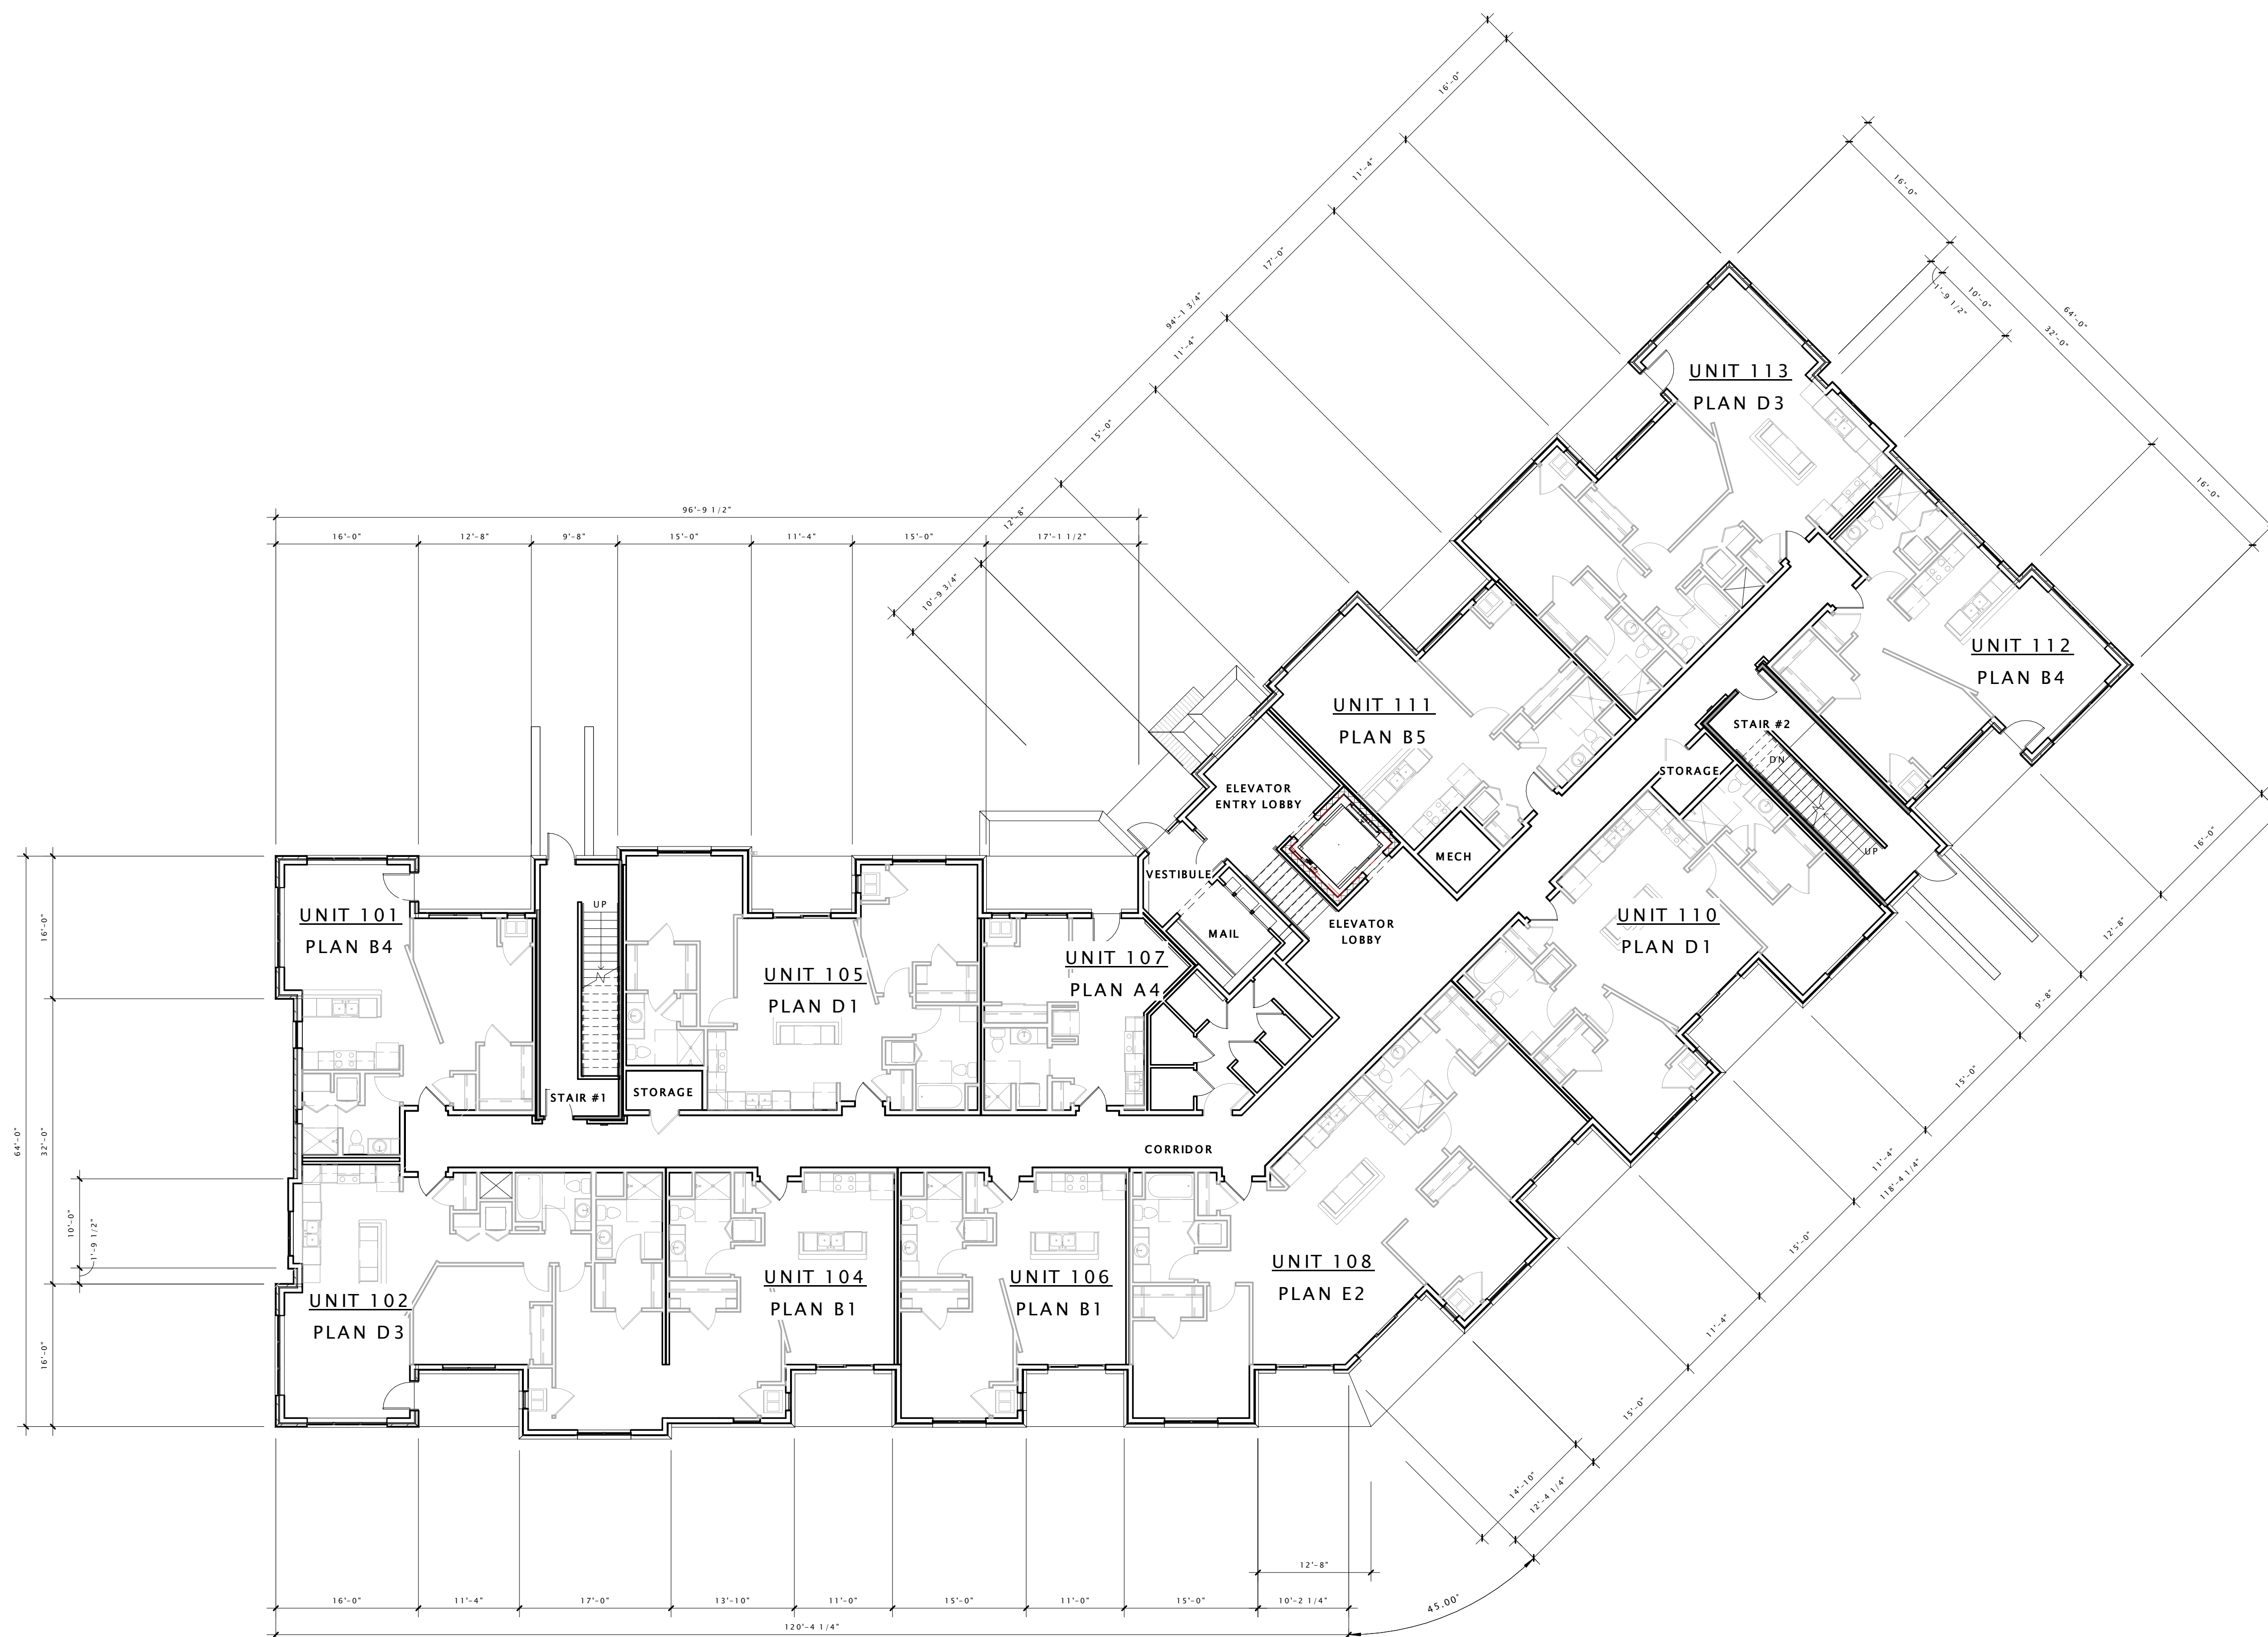 16'-0"
11'-4"
17'-0"
94'-1 3/4"
11'-4"
15'-0"
12'-8"
10'-9 3/4"
16'-0"
1'-9 1/2"
10'-0"
64'-0"
32'-0"
16'-0"
96'-9 1/2"
16'-0"
12'-8"
9'-8"
15'-0"
11'-4"
15'-0"
17'-1 1/2"
UNIT 113
PLAN D3
UNIT 112
PLAN B4
UNIT 111
PLAN B5
STAIR #2
DN
STORAGE
UP
ELEVATOR
ENTRY LOBBY
MECH
VESTIBULE
MAIL
ELEVATOR
LOBBY
UNIT 110
PLAN D1
UNIT 101
PLAN B4
UP
STAIR #1
STORAGE
UNIT 105
PLAN D1
UNIT 107
PLAN A4
CORRIDOR
UNIT 102
PLAN D3
UNIT 104
PLAN B1
UNIT 106
PLAN B1
UNIT 108
PLAN E2
16'-0"
64'-0"
32'-0"
10'-0"
1'-9 1/2"
16'-0"
16'-0"
12'-8"
9'-8"
15'-0"
11'-4"
118'-4 1/4"
15'-0"
11'-4"
15'-0"
14'-10"
12'-4 1/4"
45.00°
12'-8"
16'-0"
11'-4"
17'-0"
13'-10"
11'-0"
15'-0"
11'-0"
15'-0"
10'-2 1/4"
120'-4 1/4"